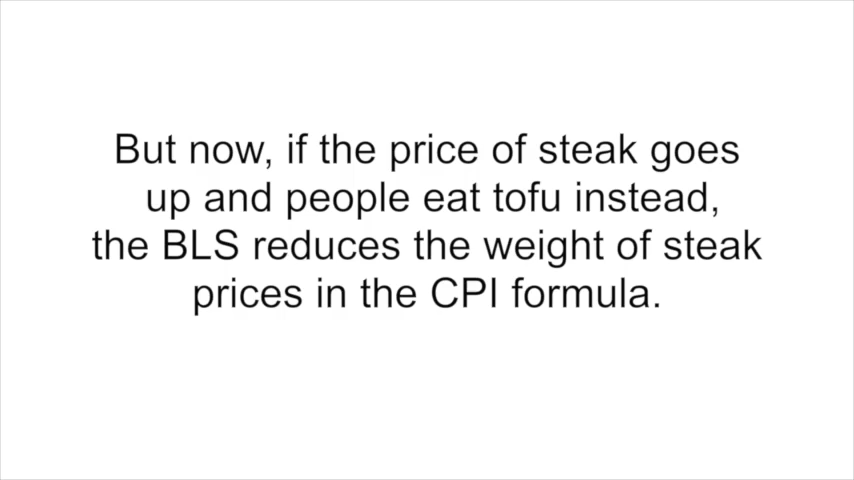 But now, if the price of steak goes
up and people eat tofu instead,
the BLS reduces the weight of steak
prices in the CPI formula.